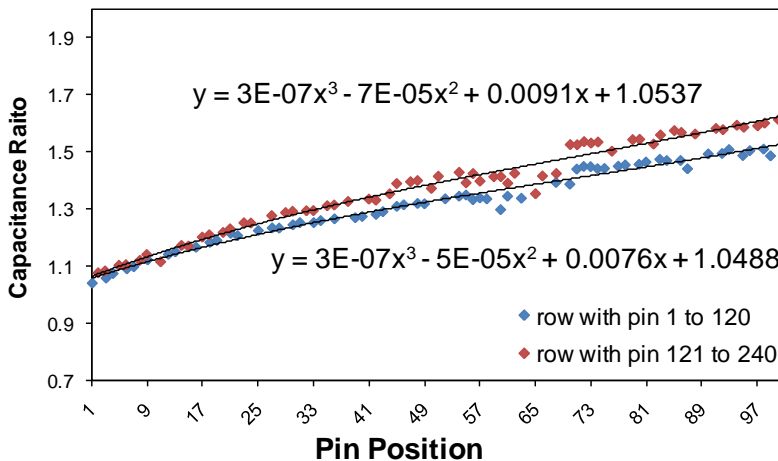 1.9
1.7
1.5
1.3
1.1
0.9
0.7
Capacitance Raito
y = 3E-07x³ - 7E-05x² + 0.0091x + 1.0537
y = 3E-07x³ - 5E-05x² + 0.0076x + 1.0488
row with pin 1 to 120
row with pin 121 to 240
1 9 17 25 33 41 49 57 65 73 81 89 97
Pin Position